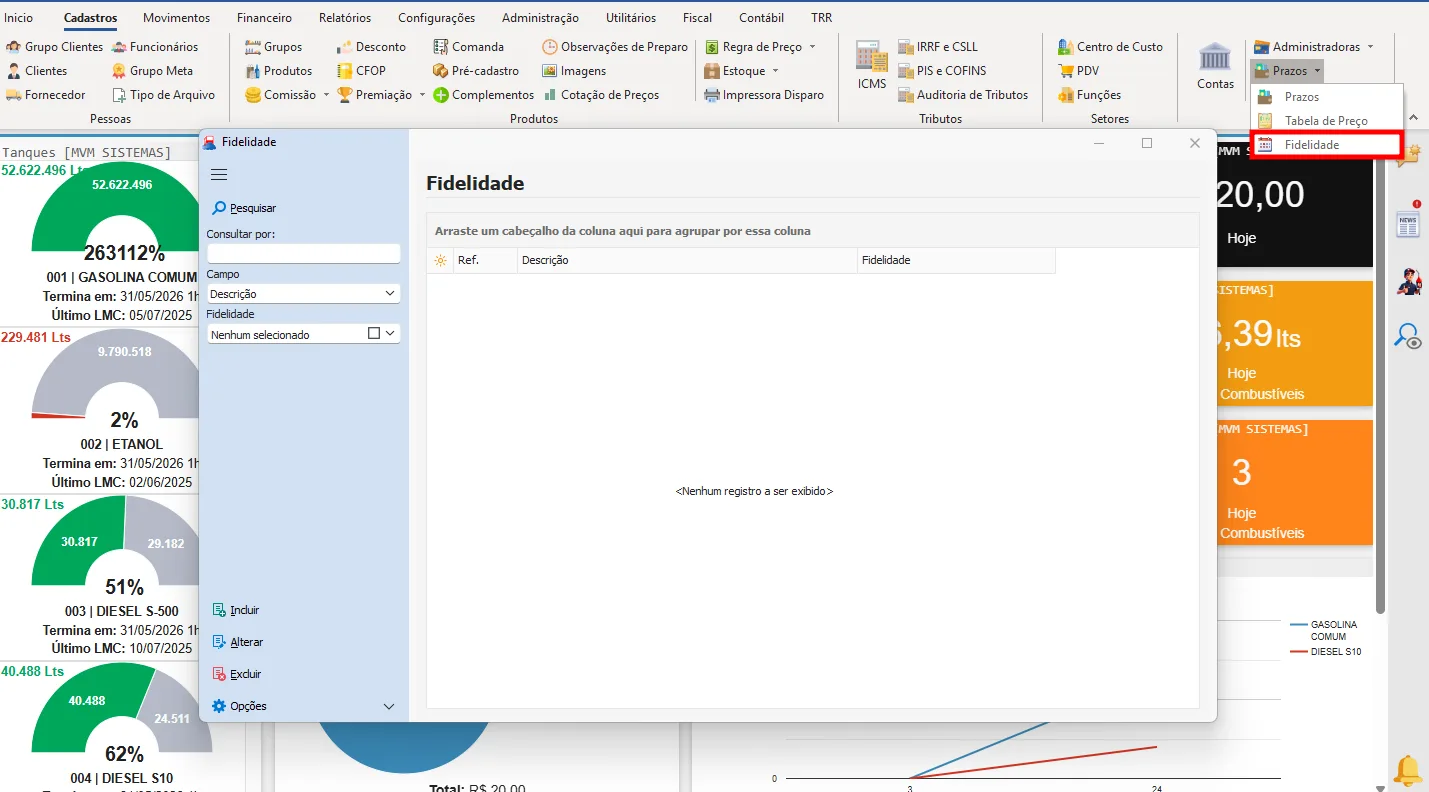 Inicio Cadastros Movimentos Financeiro Relatórios Configurações Administração Utilitários Fiscal Contábil TRR
Grupo Clientes Funcionários
Clientes Grupo Meta
Fornecedor Tipo de Arquivo
Pessoas
Grupos Desconto Comanda Observações de Preparo Regra de Preço
Produtos CFOP Pré-cadastro Imagens Estoque
Comissão Premiação Complementos Cotação de Preços Impressora Disparo
Produtos
ICMS
IRRF e CSLL
PIS e COFINS
Auditoria de Tributos
Tributos
Centro de Custo
PDV
Funções
Setores
Contas
Administradoras
Prazos
Prazos
Tabela de Preço
Fidelidade
Tanques [MVM SISTEMAS]
52.622.496 Lts
52.622.496
263112%
001 | GASOLINA COMUM
Termina em: 31/05/2026 1h
Último LMC: 05/07/2025
229.481 Lts
9.790.518
2%
002 | ETANOL
Termina em: 31/05/2026 1h
Último LMC: 02/06/2025
30.817 Lts
30.817
29.182
51%
003 | DIESEL S-500
Termina em: 31/05/2026 1h
Último LMC: 10/07/2025
40.488 Lts
40.488
24.511
62%
004 | DIESEL S10
Fidelidade
Pesquisar
Consultar por:
Campo
Descrição
Fidelidade
Nenhum selecionado
Incluir
Alterar
Excluir
Opções
Fidelidade
Arraste um cabeçalho da coluna aqui para agrupar por essa coluna
Ref. Descrição Fidelidade
<Nenhum registro a ser exibido>
MVM S
20,00
Hoje
ISTEMAS]
6,39 lts
Hoje
Combustíveis
MVM SISTEMAS]
3
Hoje
Combustíveis
NEWS
GASOLINA
COMUM
DIESEL S10
0
3 24
Total: R$ 20,00